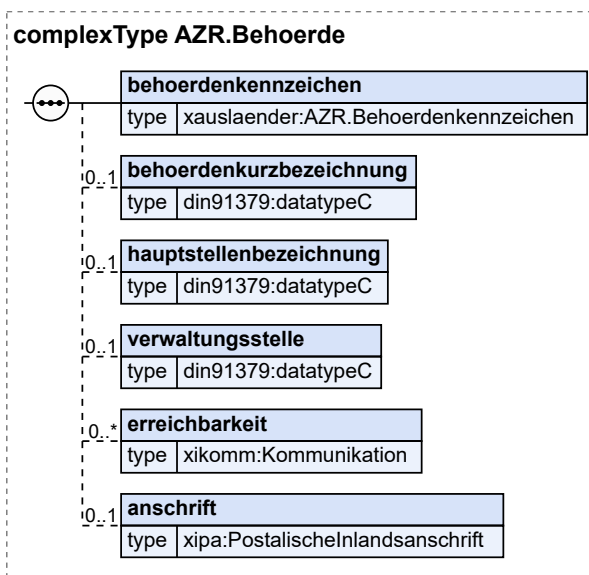 complexType AZR.Behoerde
behoerdenkennzeichen
type xauslaender:AZR.Behoerdenkennzeichen
0..1 behoerdenkurzbezeichnung
type din91379:datatypeC
0..1 hauptstellenbezeichnung
type din91379:datatypeC
0..1 verwaltungsstelle
type din91379:datatypeC
0..* erreichbarkeit
type xikomm:Kommunikation
0..1 anschrift
type xipa:PostalischeInlandsanschrift